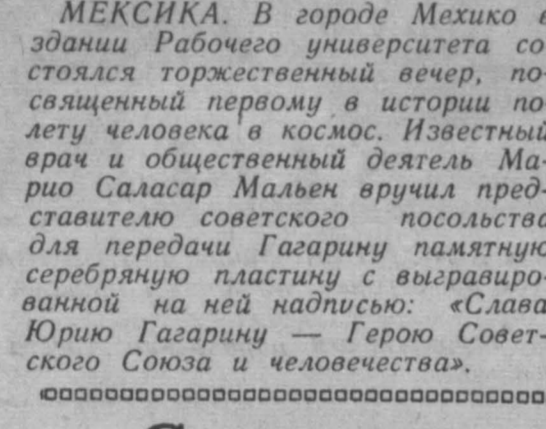 МЕКСИКА. В городе Мехико в
здании Рабочего университета со-
стоялся торжественный вечер, по-
священный первому в истории по-
лету человека в космос. Известный
врач и общественный деятель Ма-
рио Саласар Мальен вручил пред-
ставителю советского посольства
для передачи Гагарину памятную
серебряную пластину с выгравиро-
ванной на ней надписью: «Слава
Юрию Гагарину — Герою Совет-
ского Союза и человечества».